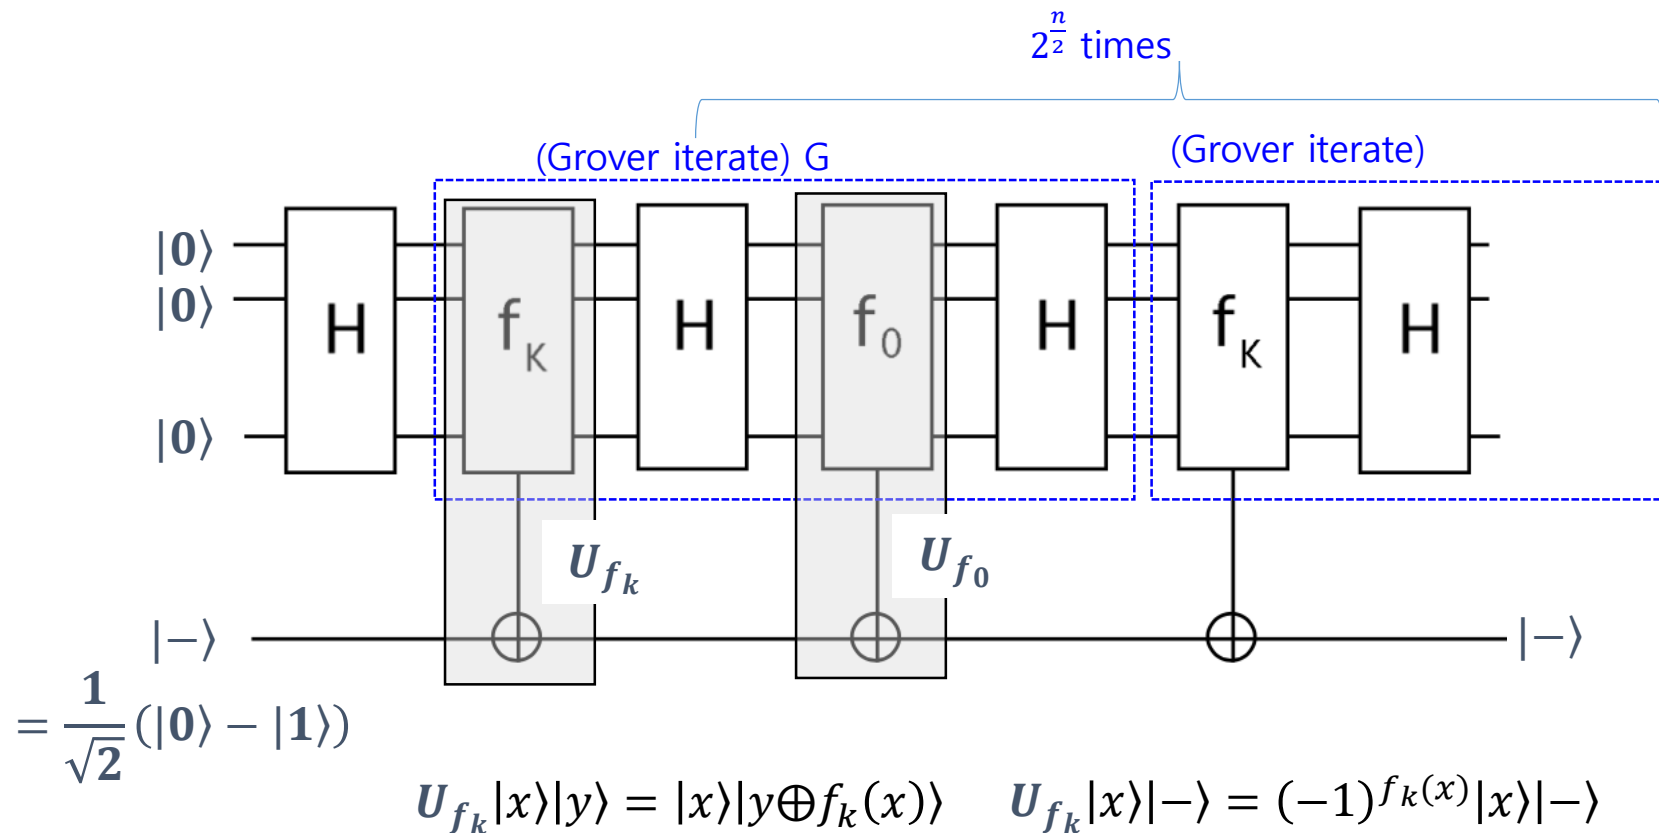 2^{n/2} times
(Grover iterate) G
(Grover iterate)
|0⟩
|0⟩
|0⟩
H
f_K
H
f_0
H
f_K
H
U_{f_k}
U_{f_0}
|−⟩
|−⟩
= 1/√2 (|0⟩ − |1⟩)
U_{f_k}|x⟩|y⟩ = |x⟩|y⊕f_k(x)⟩
U_{f_k}|x⟩|−⟩ = (−1)^{f_k(x)}|x⟩|−⟩